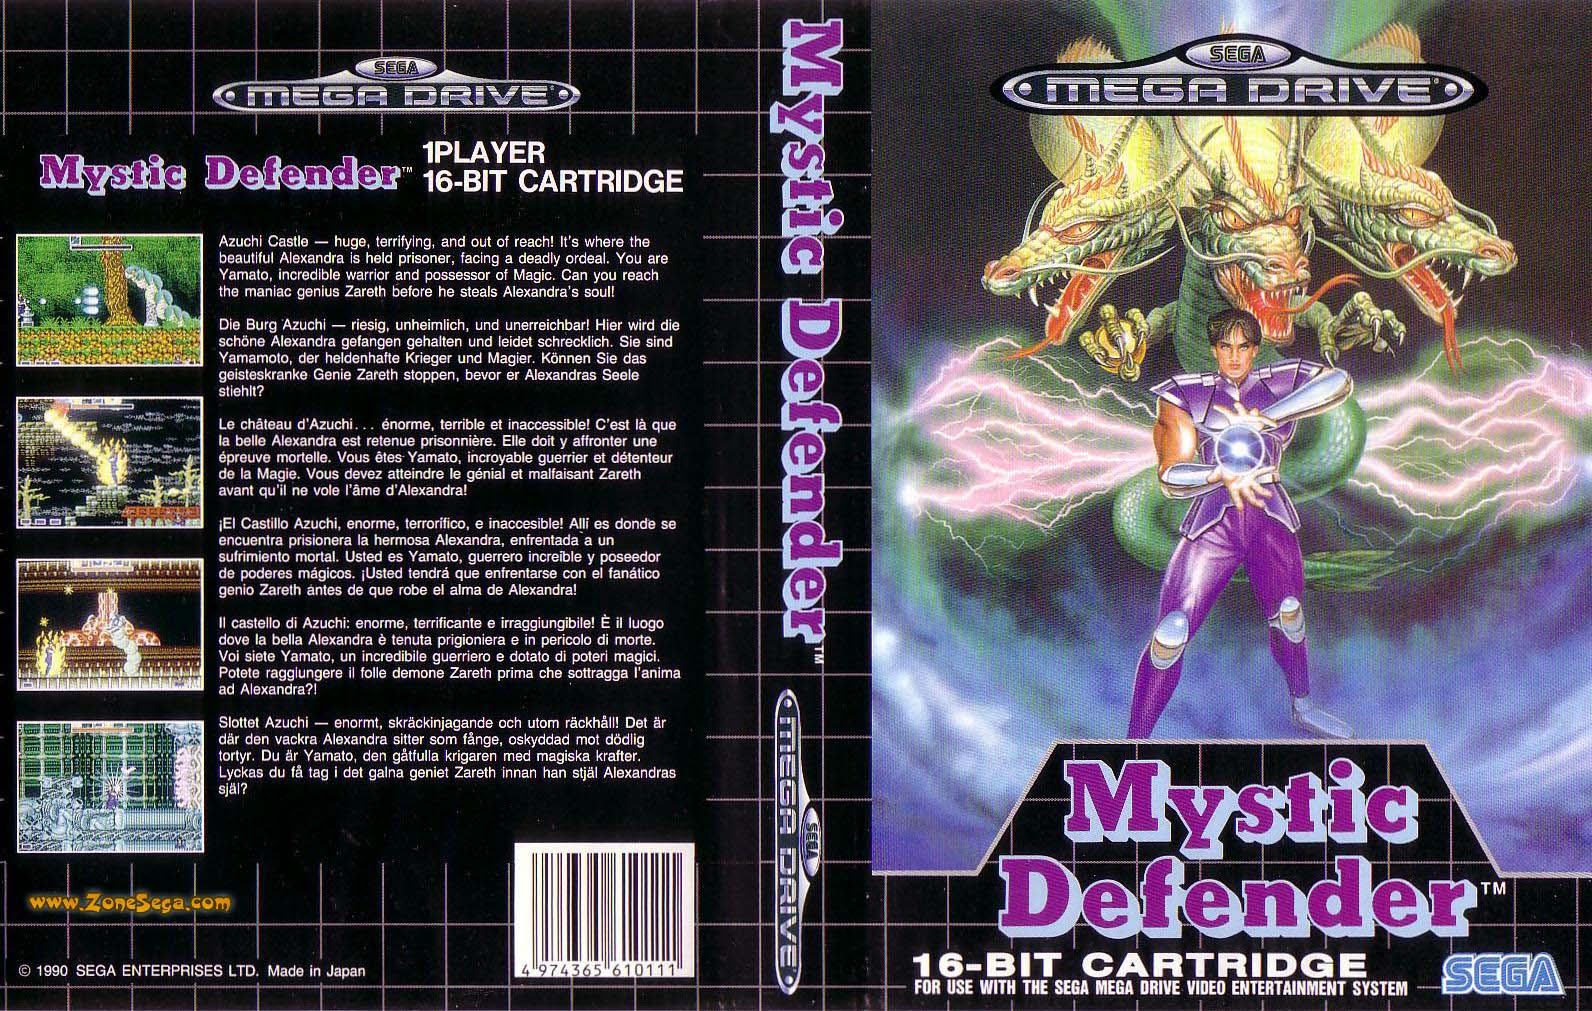 SEGA
MEGA DRIVE
Mystic Defender™
1PLAYER
16-BIT CARTRIDGE
Azuchi Castle — huge, terrifying, and out of reach! It's where the
beautiful Alexandra is held prisoner, facing a deadly ordeal. You are
Yamato, incredible warrior and possessor of Magic. Can you reach
the maniac genius Zareth before he steals Alexandra's soul!
Die Burg Azuchi — riesig, unheimlich, und unerreichbar! Hier wird die
schöne Alexandra gefangen gehalten und leidet schrecklich. Sie sind
Yamamoto, der heldenhafte Krieger und Magier. Können Sie das
geisteskranke Genie Zareth stoppen, bevor er Alexandras Seele
stiehlt?
Le château d'Azuchi... énorme, terrible et inaccessible! C'est là que
la belle Alexandra est retenue prisonnière. Elle doit y affronter une
épreuve mortelle. Vous êtes Yamato, incroyable guerrier et détenteur
de la Magie. Vous devez atteindre le génial et malfaisant Zareth
avant qu'il ne vole l'âme d'Alexandra!
¡El Castillo Azuchi, enorme, terrorífico, e inaccesible! Allí es donde se
encuentra prisionera la hermosa Alexandra, enfrentada a un
sufrimiento mortal. Usted es Yamato, guerrero increíble y poseedor
de poderes mágicos. ¡Usted tendrá que enfrentarse con el fanático
genio Zareth antes de que robe el alma de Alexandra!
Il castello di Azuchi: enorme, terrificante e irraggiungibile! È il luogo
dove la bella Alexandra è tenuta prigioniera e in pericolo di morte.
Voi siete Yamato, un incredibile guerriero e dotato di poteri magici.
Potete raggiungere il folle demone Zareth prima che sottragga l'anima
ad Alexandra?!
Slottet Azuchi — enormt, skräckinjagande och utom räckhåll! Det är
där den vackra Alexandra sitter som fånge, oskyddad mot dödlig
tortyr. Du är Yamato, den gåtfulla krigaren med magiska krafter.
Lyckas du få tag i det galna geniet Zareth innan han stjäl Alexandras
själ?
www.ZoneSega.com
4 974365 610111
© 1990 SEGA ENTERPRISES LTD. Made in Japan
Mystic Defender™
SEGA
MEGA DRIVE
SEGA
MEGA DRIVE
Mystic
Defender™
16-BIT CARTRIDGE
FOR USE WITH THE SEGA MEGA DRIVE VIDEO ENTERTAINMENT SYSTEM
SEGA